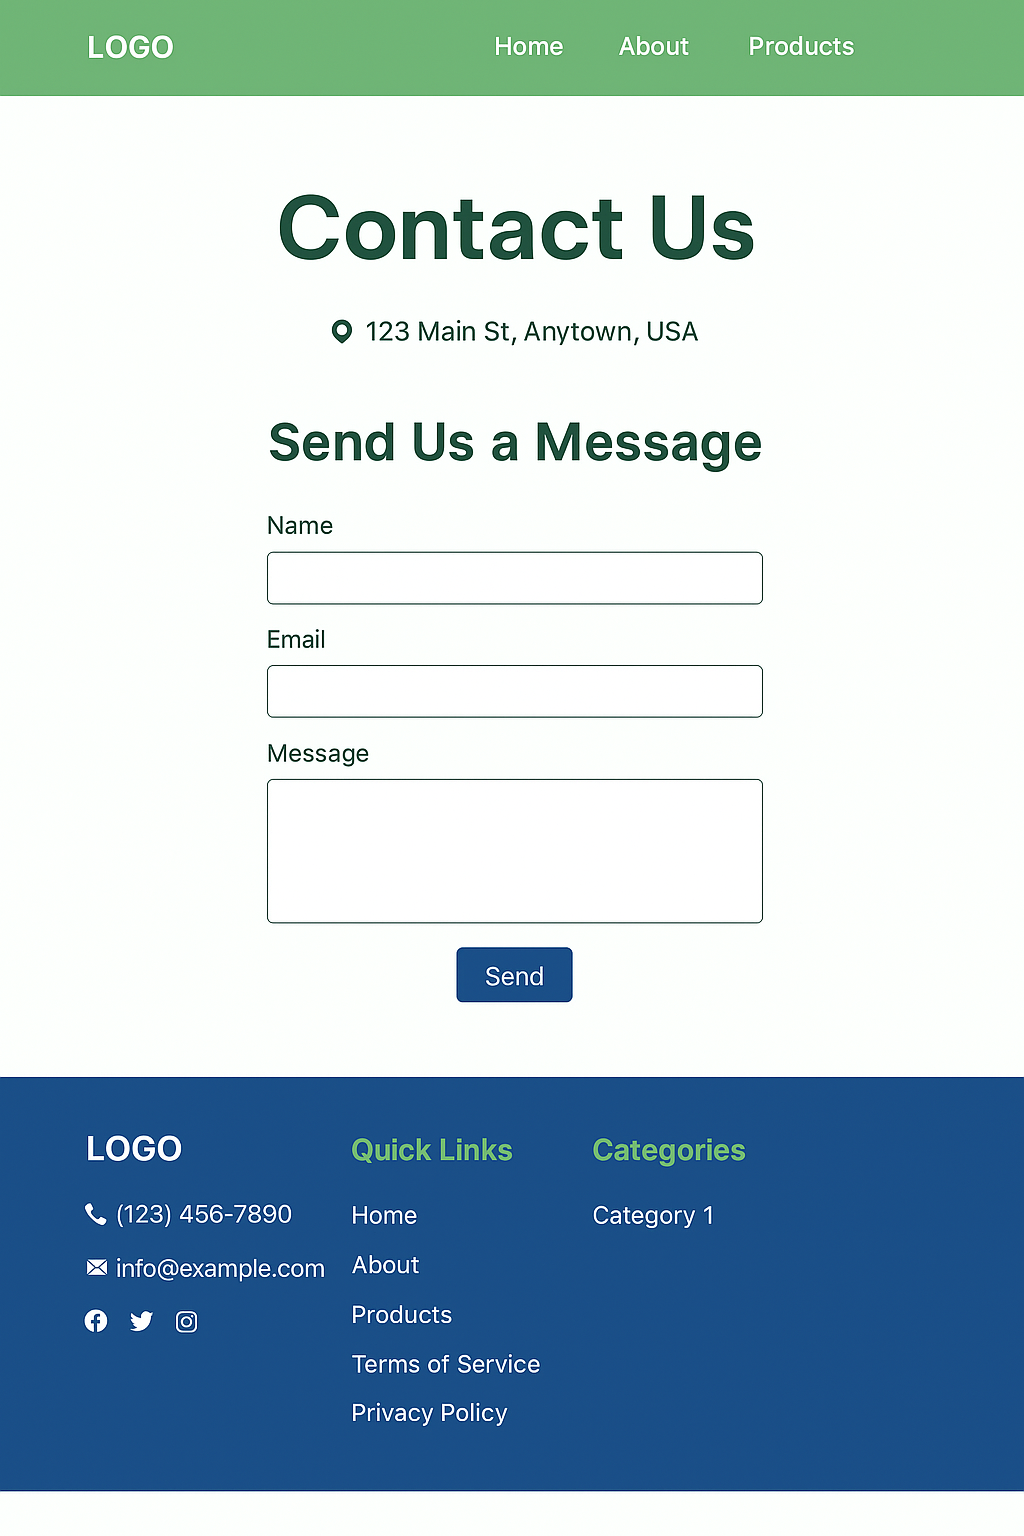 LOGO
Home About Products
Contact Us
123 Main St, Anytown, USA
Send Us a Message
Name
Email
Message
Send
LOGO
(123) 456-7890
info@example.com
Quick Links
Home
About
Products
Terms of Service
Privacy Policy
Categories
Category 1